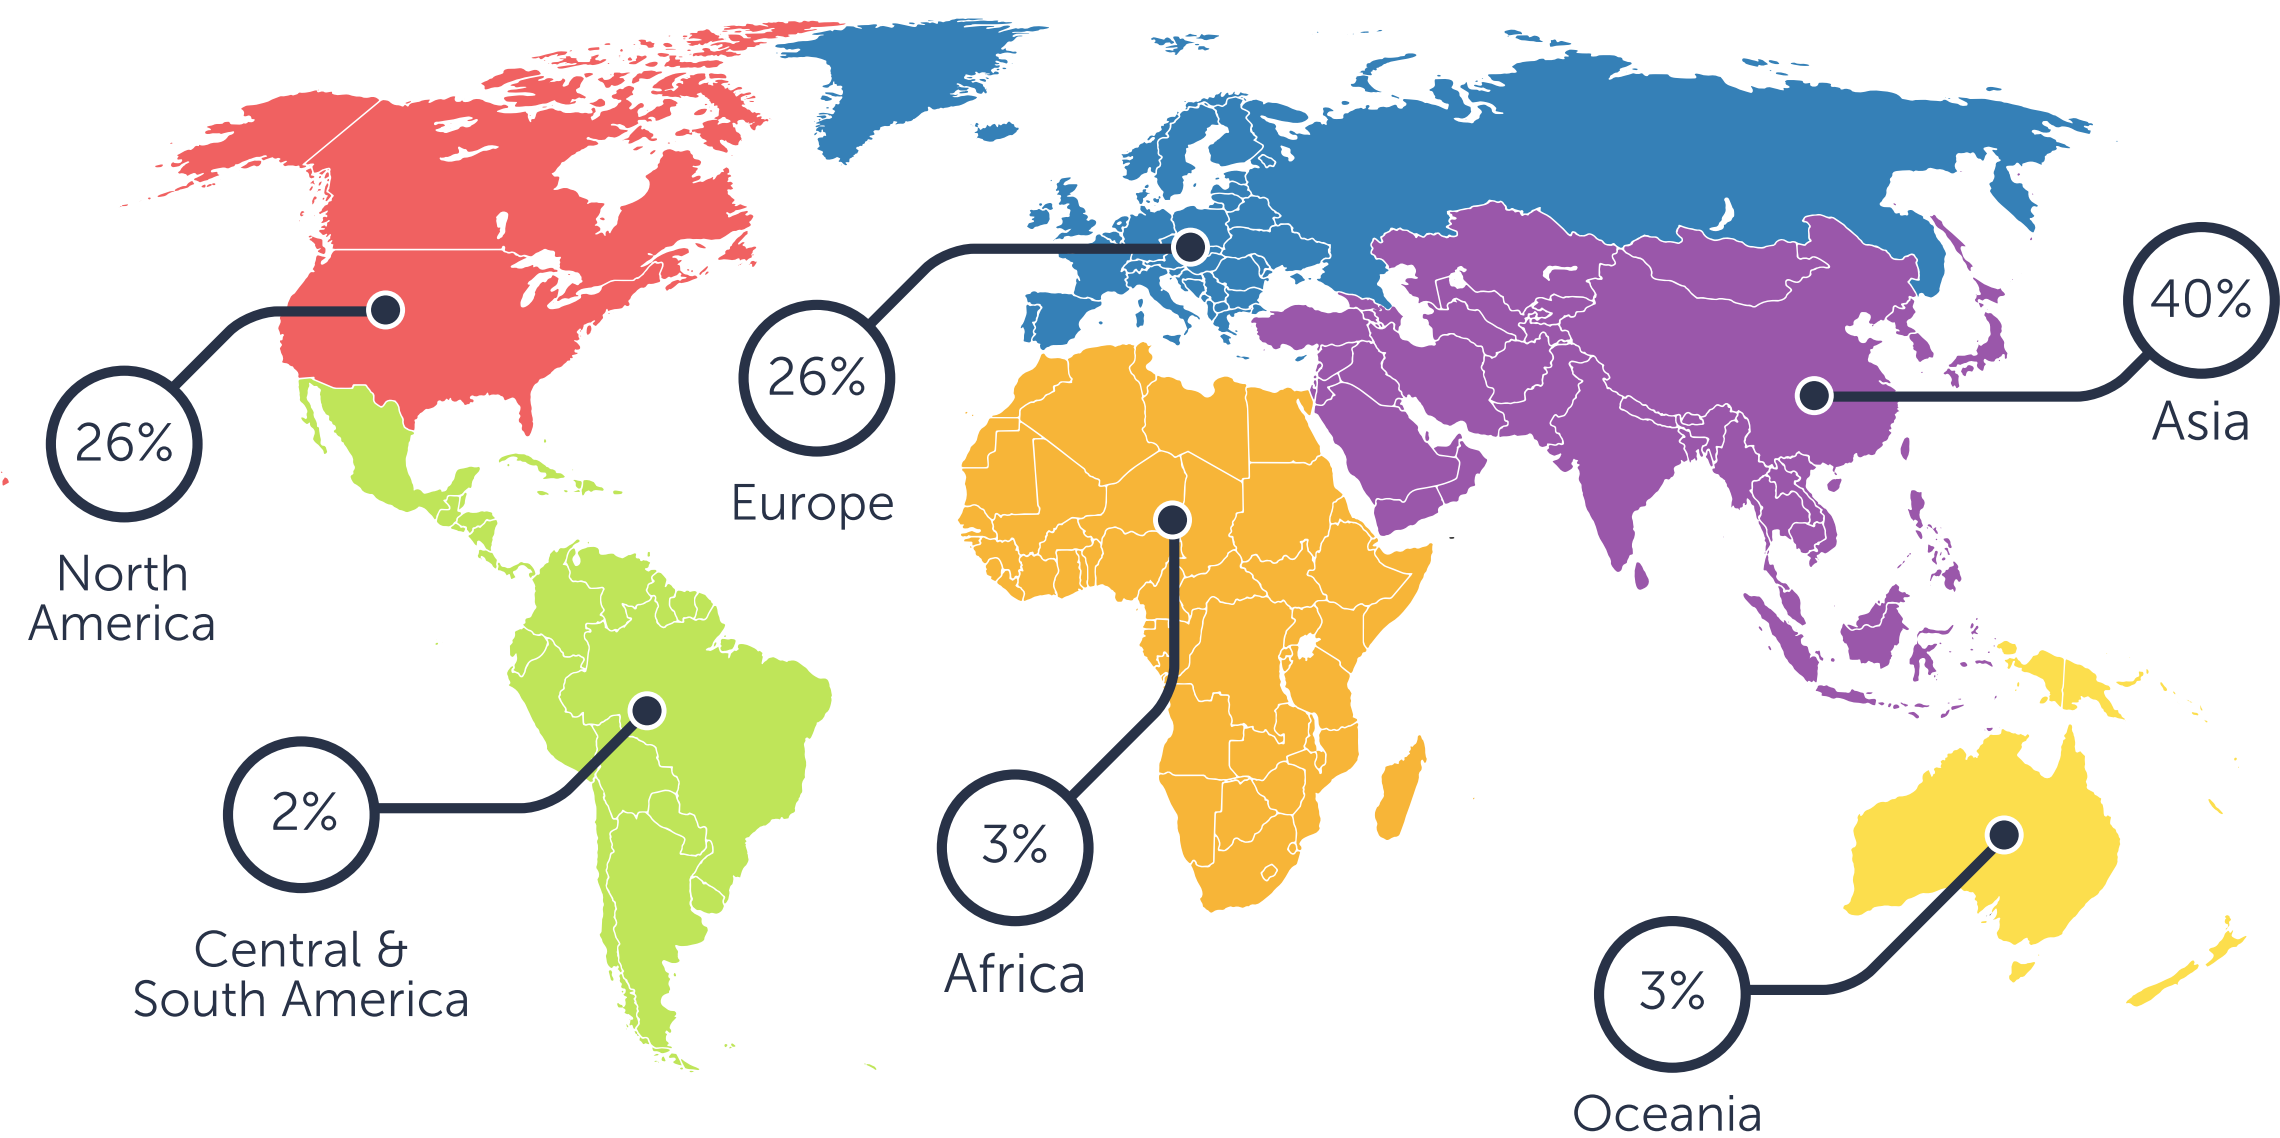 26%
North
America
26%
Europe
40%
Asia
2%
Central &
South America
3%
Africa
3%
Oceania